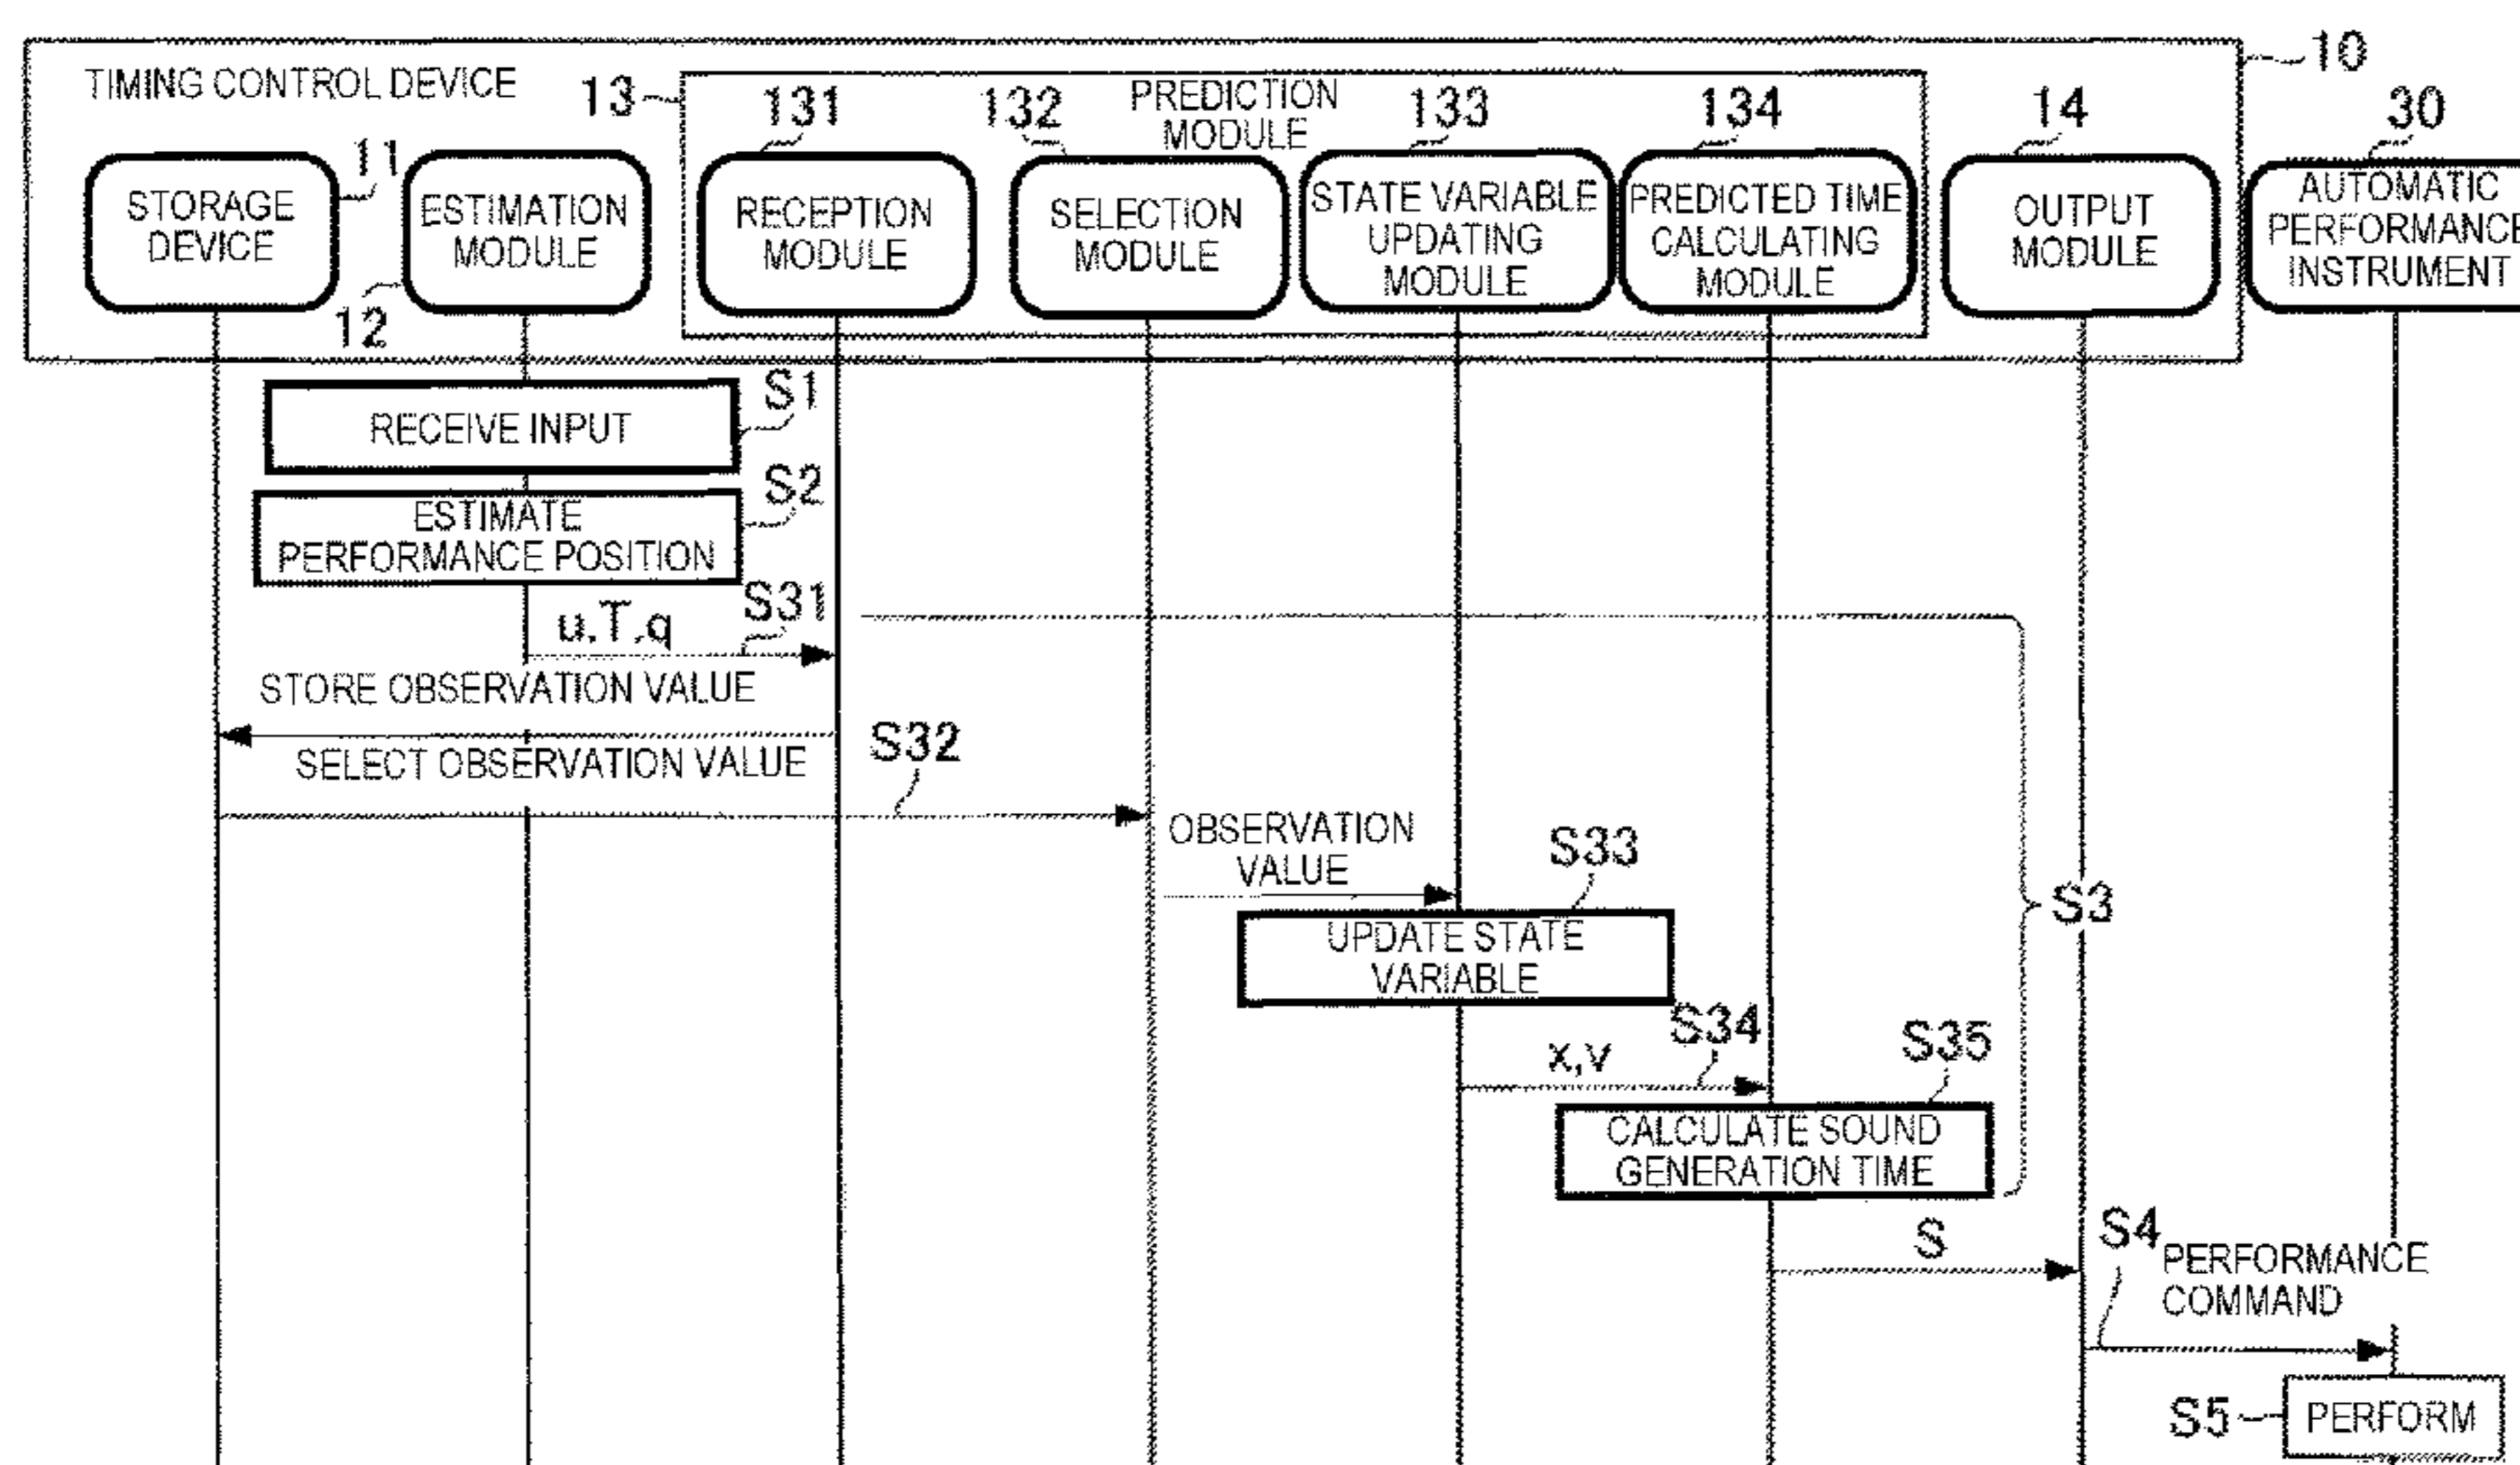 TIMING CONTROL DEVICE
10
13
PREDICTION
MODULE
131
132
133
134
14
30
11
12
STORAGE
DEVICE
ESTIMATION
MODULE
RECEPTION
MODULE
SELECTION
MODULE
STATE VARIABLE
UPDATING
MODULE
PREDICTED TIME
CALCULATING
MODULE
OUTPUT
MODULE
AUTOMATIC
PERFORMANCE
INSTRUMENT
RECEIVE INPUT
S1
ESTIMATE
PERFORMANCE POSITION
S2
u.T.q
S31
STORE OBSERVATION VALUE
SELECT OBSERVATION VALUE
S32
OBSERVATION
VALUE
S33
UPDATE STATE
VARIABLE
S3
x,v
S34
S35
CALCULATE SOUND
GENERATION TIME
S
S4
PERFORMANCE
COMMAND
S5
PERFORM